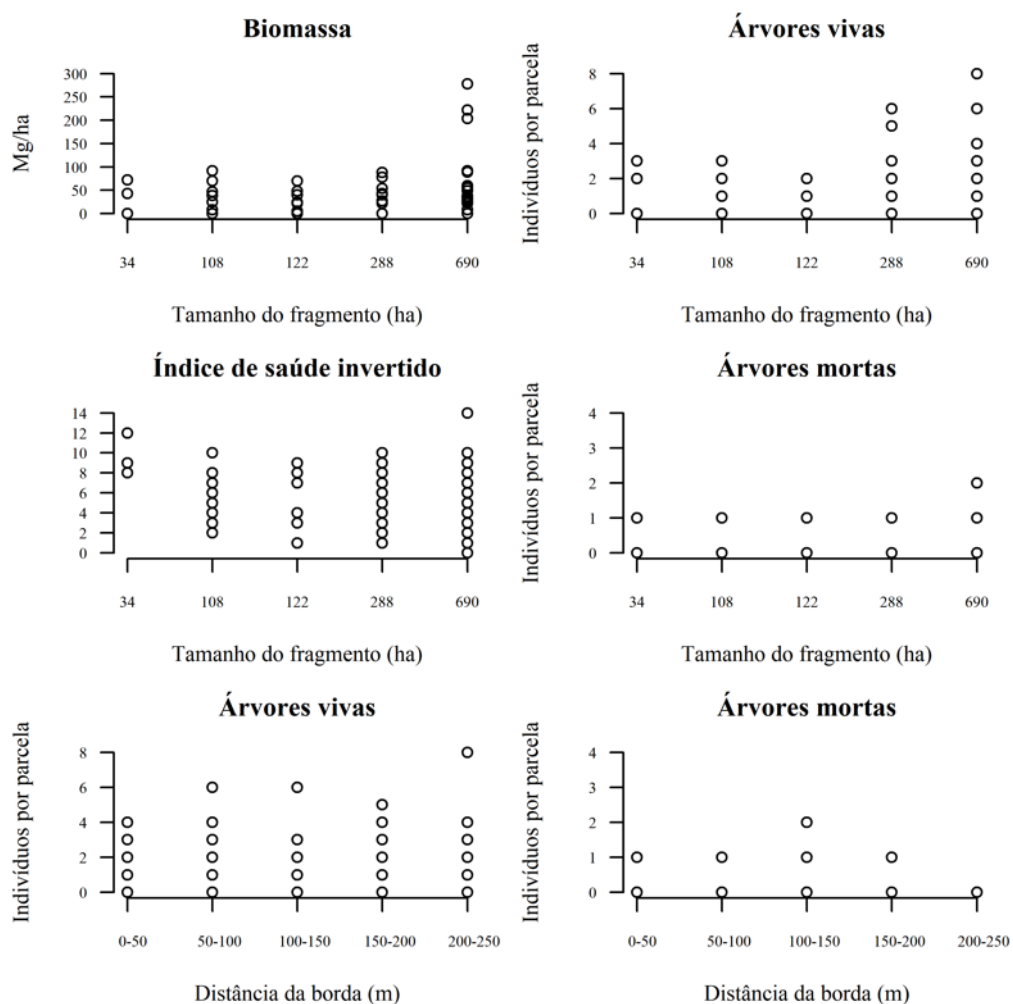 Biomassa
Mg/ha
300
250
200
150
100
50
0
34 108 122 288 690
Tamanho do fragmento (ha)
Árvores vivas
Indivíduos por parcela
8
6
4
2
0
34 108 122 288 690
Tamanho do fragmento (ha)
Índice de saúde invertido
14
12
10
8
6
4
2
0
34 108 122 288 690
Tamanho do fragmento (ha)
Árvores mortas
Indivíduos por parcela
4
3
2
1
0
34 108 122 288 690
Tamanho do fragmento (ha)
Árvores vivas
Indivíduos por parcela
8
6
4
2
0
0-50 50-100 100-150 150-200 200-250
Distância da borda (m)
Árvores mortas
Indivíduos por parcela
4
3
2
1
0
0-50 50-100 100-150 150-200 200-250
Distância da borda (m)